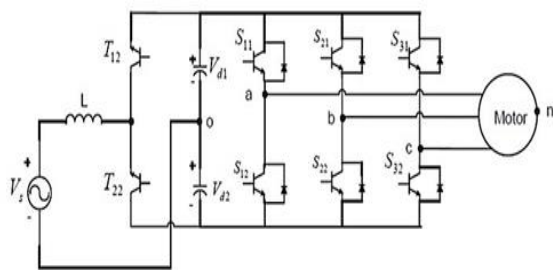 T12
S11
S21
S31
+
Vd1
-
L
a
n
o
Motor
b
+
T22
+
c
Vs
S12
Vd2
S22
S32
-
-